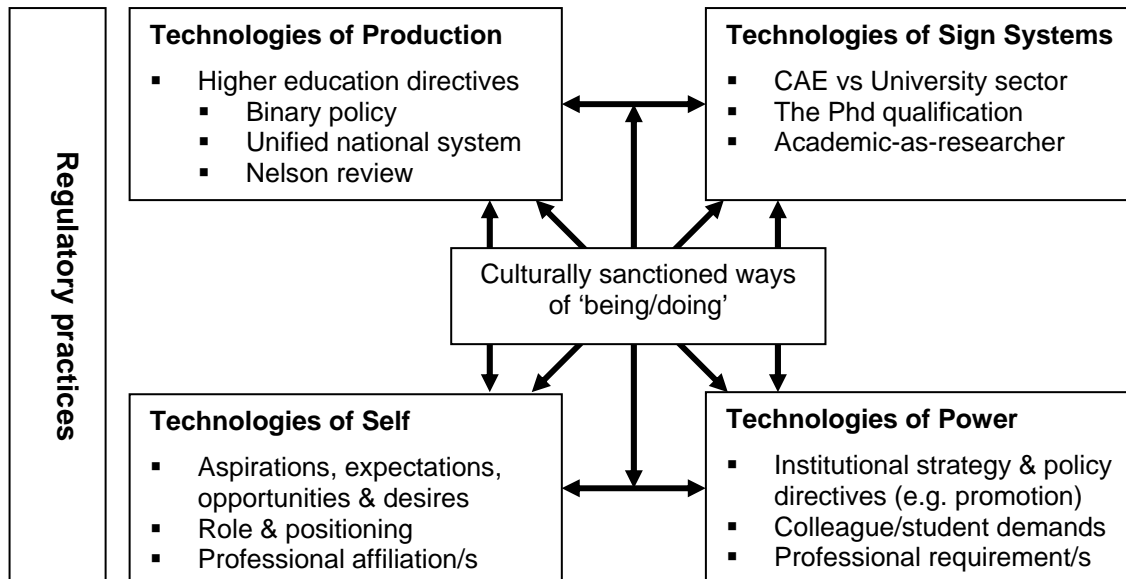 Regulatory practices
Technologies of Production
▪ Higher education directives
▪ Binary policy
▪ Unified national system
▪ Nelson review
Technologies of Sign Systems
▪ CAE vs University sector
▪ The Phd qualification
▪ Academic-as-researcher
Culturally sanctioned ways
of ‘being/doing’
Technologies of Self
▪ Aspirations, expectations,
opportunities & desires
▪ Role & positioning
▪ Professional affiliation/s
Technologies of Power
▪ Institutional strategy & policy
directives (e.g. promotion)
▪ Colleague/student demands
▪ Professional requirement/s